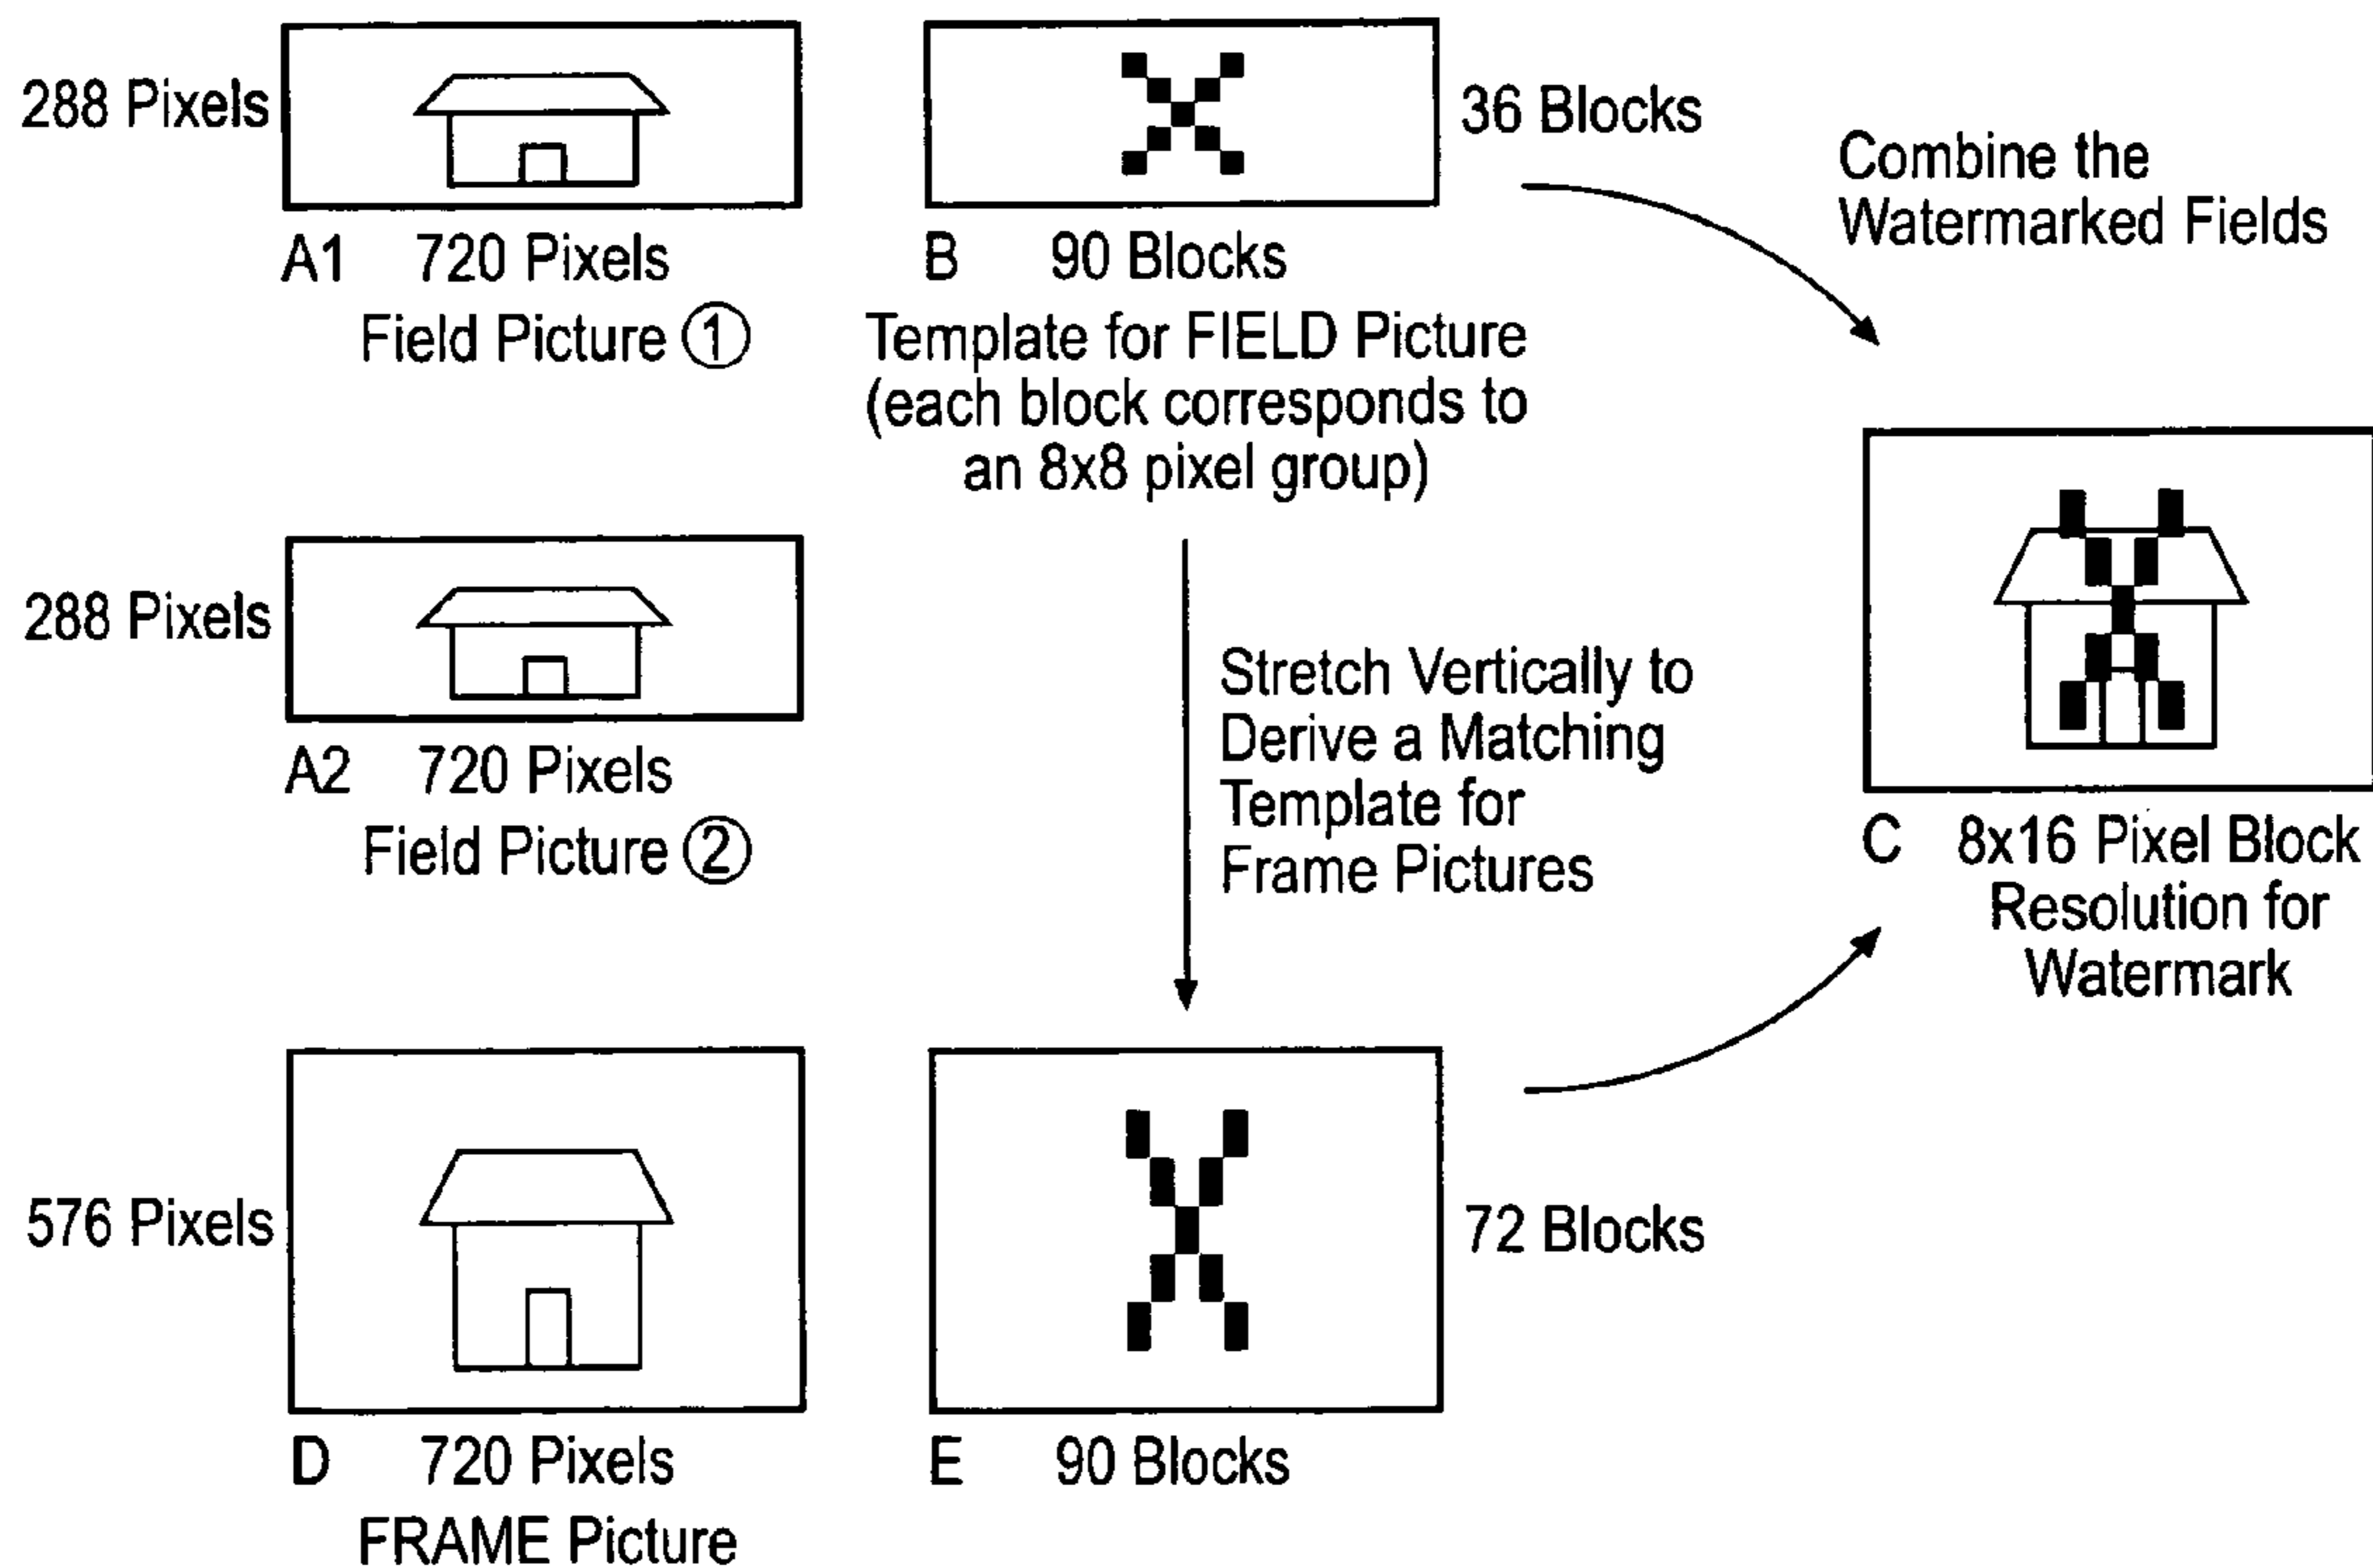 288 Pixels
A1 720 Pixels
Field Picture ①
B 90 Blocks
36 Blocks
Template for FIELD Picture
(each block corresponds to
an 8x8 pixel group)
Combine the
Watermarked Fields
288 Pixels
A2 720 Pixels
Field Picture ②
Stretch Vertically to
Derive a Matching
Template for
Frame Pictures
C 8x16 Pixel Block
Resolution for
Watermark
576 Pixels
D 720 Pixels
FRAME Picture
E 90 Blocks
72 Blocks